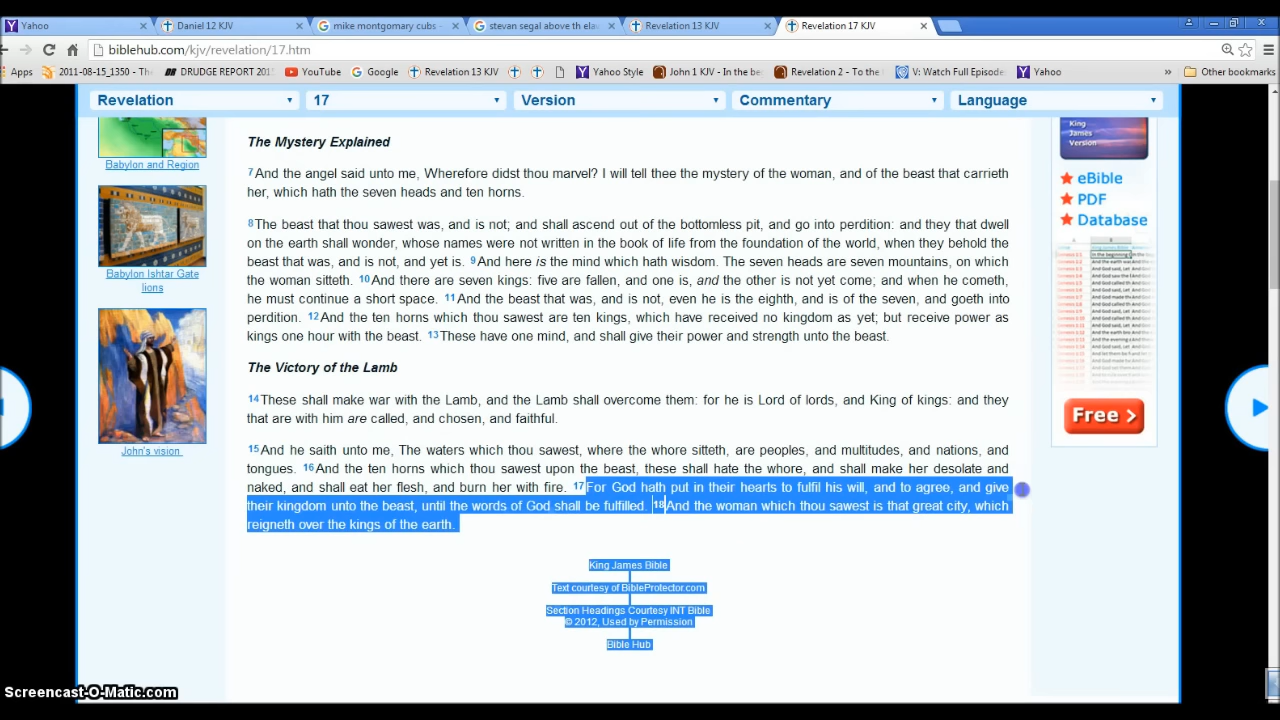 Yahoo
Daniel 12 KJV
mike montgomary cubs -
stevan segal above th elaw
Revelation 13 KJV
Revelation 17 KJV
biblehub.com/kjv/revelation/17.htm
Apps
2011-08-15_1350 - The
DRUDGE REPORT 201
YouTube
Google
Revelation 13 KJV
Yahoo Style
John 1 KJV - In the be
Revelation 2 - To the
V: Watch Full Episode
Yahoo
»
Other bookmarks
Revelation
17
Version
Commentary
Language
Babylon and Region
Babylon Ishtar Gate
lions
John's vision
The Mystery Explained
7And the angel said unto me, Wherefore didst thou marvel? I will tell thee the mystery of the woman, and of the beast that carrieth
her, which hath the seven heads and ten horns.
8The beast that thou sawest was, and is not; and shall ascend out of the bottomless pit, and go into perdition: and they that dwell
on the earth shall wonder, whose names were not written in the book of life from the foundation of the world, when they behold the
beast that was, and is not, and yet is. 9And here is the mind which hath wisdom. The seven heads are seven mountains, on which
the woman sitteth. 10And there are seven kings: five are fallen, and one is, and the other is not yet come; and when he cometh,
he must continue a short space. 11And the beast that was, and is not, even he is the eighth, and is of the seven, and goeth into
perdition. 12And the ten horns which thou sawest are ten kings, which have received no kingdom as yet; but receive power as
kings one hour with the beast. 13These have one mind, and shall give their power and strength unto the beast.
The Victory of the Lamb
14These shall make war with the Lamb, and the Lamb shall overcome them: for he is Lord of lords, and King of kings: and they
that are with him are called, and chosen, and faithful.
15And he saith unto me, The waters which thou sawest, where the whore sitteth, are peoples, and multitudes, and nations, and
tongues. 16And the ten horns which thou sawest upon the beast, these shall hate the whore, and shall make her desolate and
naked, and shall eat her flesh, and burn her with fire. 17For God hath put in their hearts to fulfil his will, and to agree, and give
their kingdom unto the beast, until the words of God shall be fulfilled. 18And the woman which thou sawest is that great city, which
reigneth over the kings of the earth.
King James Bible
Text courtesy of BibleProtector.com
Section Headings Courtesy INT Bible
© 2012, Used by Permission
Bible Hub
King
James
Version
eBible
PDF
Database
Free >
Screencast-O-Matic.com